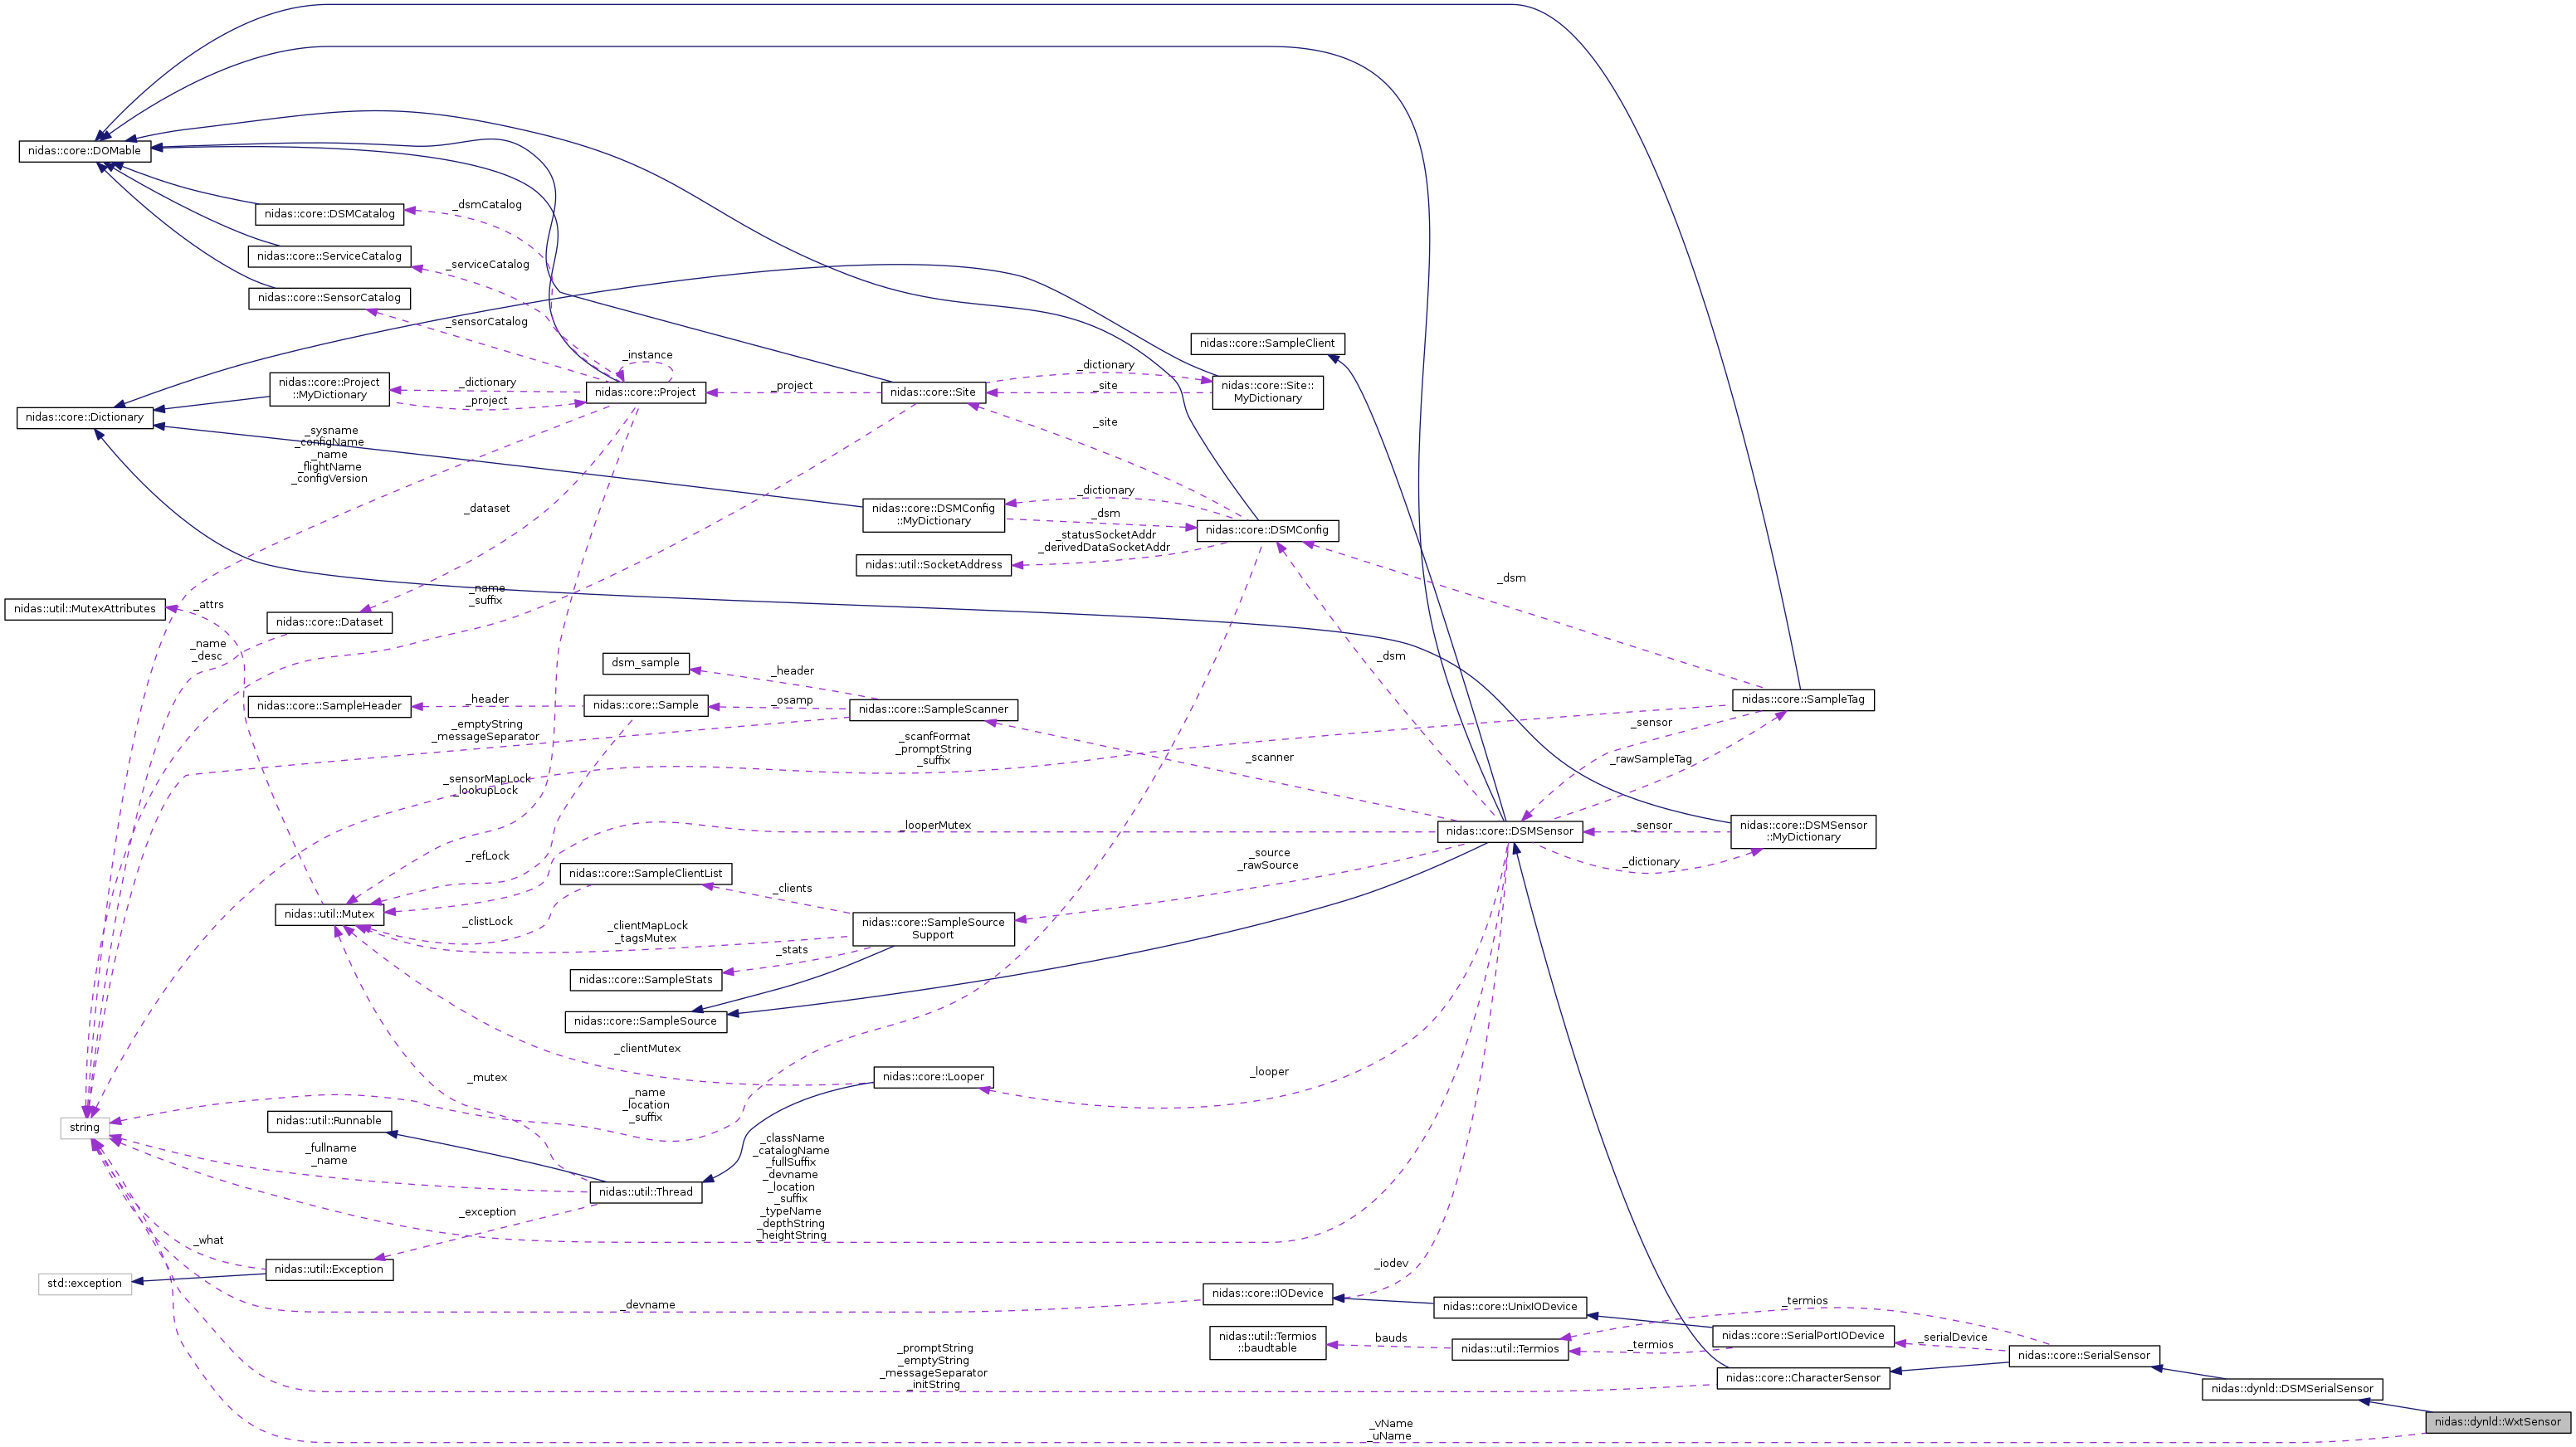 nidas::core::DOMable
_dsmCatalog
nidas::core::DSMCatalog
nidas::core::ServiceCatalog
_serviceCatalog
nidas::core::SensorCatalog
_sensorCatalog
nidas::core::SampleClient
_instance
_dictionary
nidas::core::Project
::MyDictionary
_dictionary
_project
nidas::core::Project
_project
nidas::core::Site
_site
nidas::core::Site::
MyDictionary
nidas::core::Dictionary
_sysname
_configName
_name
_flightName
_configVersion
_site
_dataset
nidas::core::DSMConfig
::MyDictionary
_dictionary
_dsm
nidas::core::DSMConfig
_statusSocketAddr
_derivedDataSocketAddr
nidas::util::SocketAddress
_dsm
nidas::util::MutexAttributes
_attrs
_name
_suffix
nidas::core::Dataset
_name
_desc
dsm_sample
_header
_dsm
nidas::core::SampleHeader
_header
nidas::core::Sample
_osamp
nidas::core::SampleScanner
nidas::core::SampleTag
_emptyString
_messageSeparator
_scanfFormat
_promptString
_suffix
_sensor
_scanner
_rawSampleTag
_sensorMapLock
_lookupLock
_looperMutex
nidas::core::DSMSensor
_sensor
nidas::core::DSMSensor
::MyDictionary
_dictionary
_refLock
_source
_rawSource
nidas::core::SampleClientList
_clients
nidas::util::Mutex
_clistLock
_clientMapLock
_tagsMutex
nidas::core::SampleSource
Support
_stats
nidas::core::SampleStats
nidas::core::SampleSource
_clientMutex
_mutex
nidas::core::Looper
_looper
_name
_location
_suffix
string
nidas::util::Runnable
_fullname
_name
_className
_catalogName
_fullSuffix
_devname
_location
_suffix
_typeName
_depthString
_heightString
nidas::util::Thread
_exception
_what
nidas::util::Exception
std::exception
_iodev
_devname
nidas::core::IODevice
nidas::core::UnixIODevice
_termios
nidas::util::Termios
::baudtable
bauds
nidas::util::Termios
_termios
nidas::core::SerialPortIODevice
_serialDevice
nidas::core::SerialSensor
_promptString
_emptyString
_messageSeparator
_initString
nidas::core::CharacterSensor
nidas::dynld::DSMSerialSensor
_vName
_uName
nidas::dynld::WxtSensor